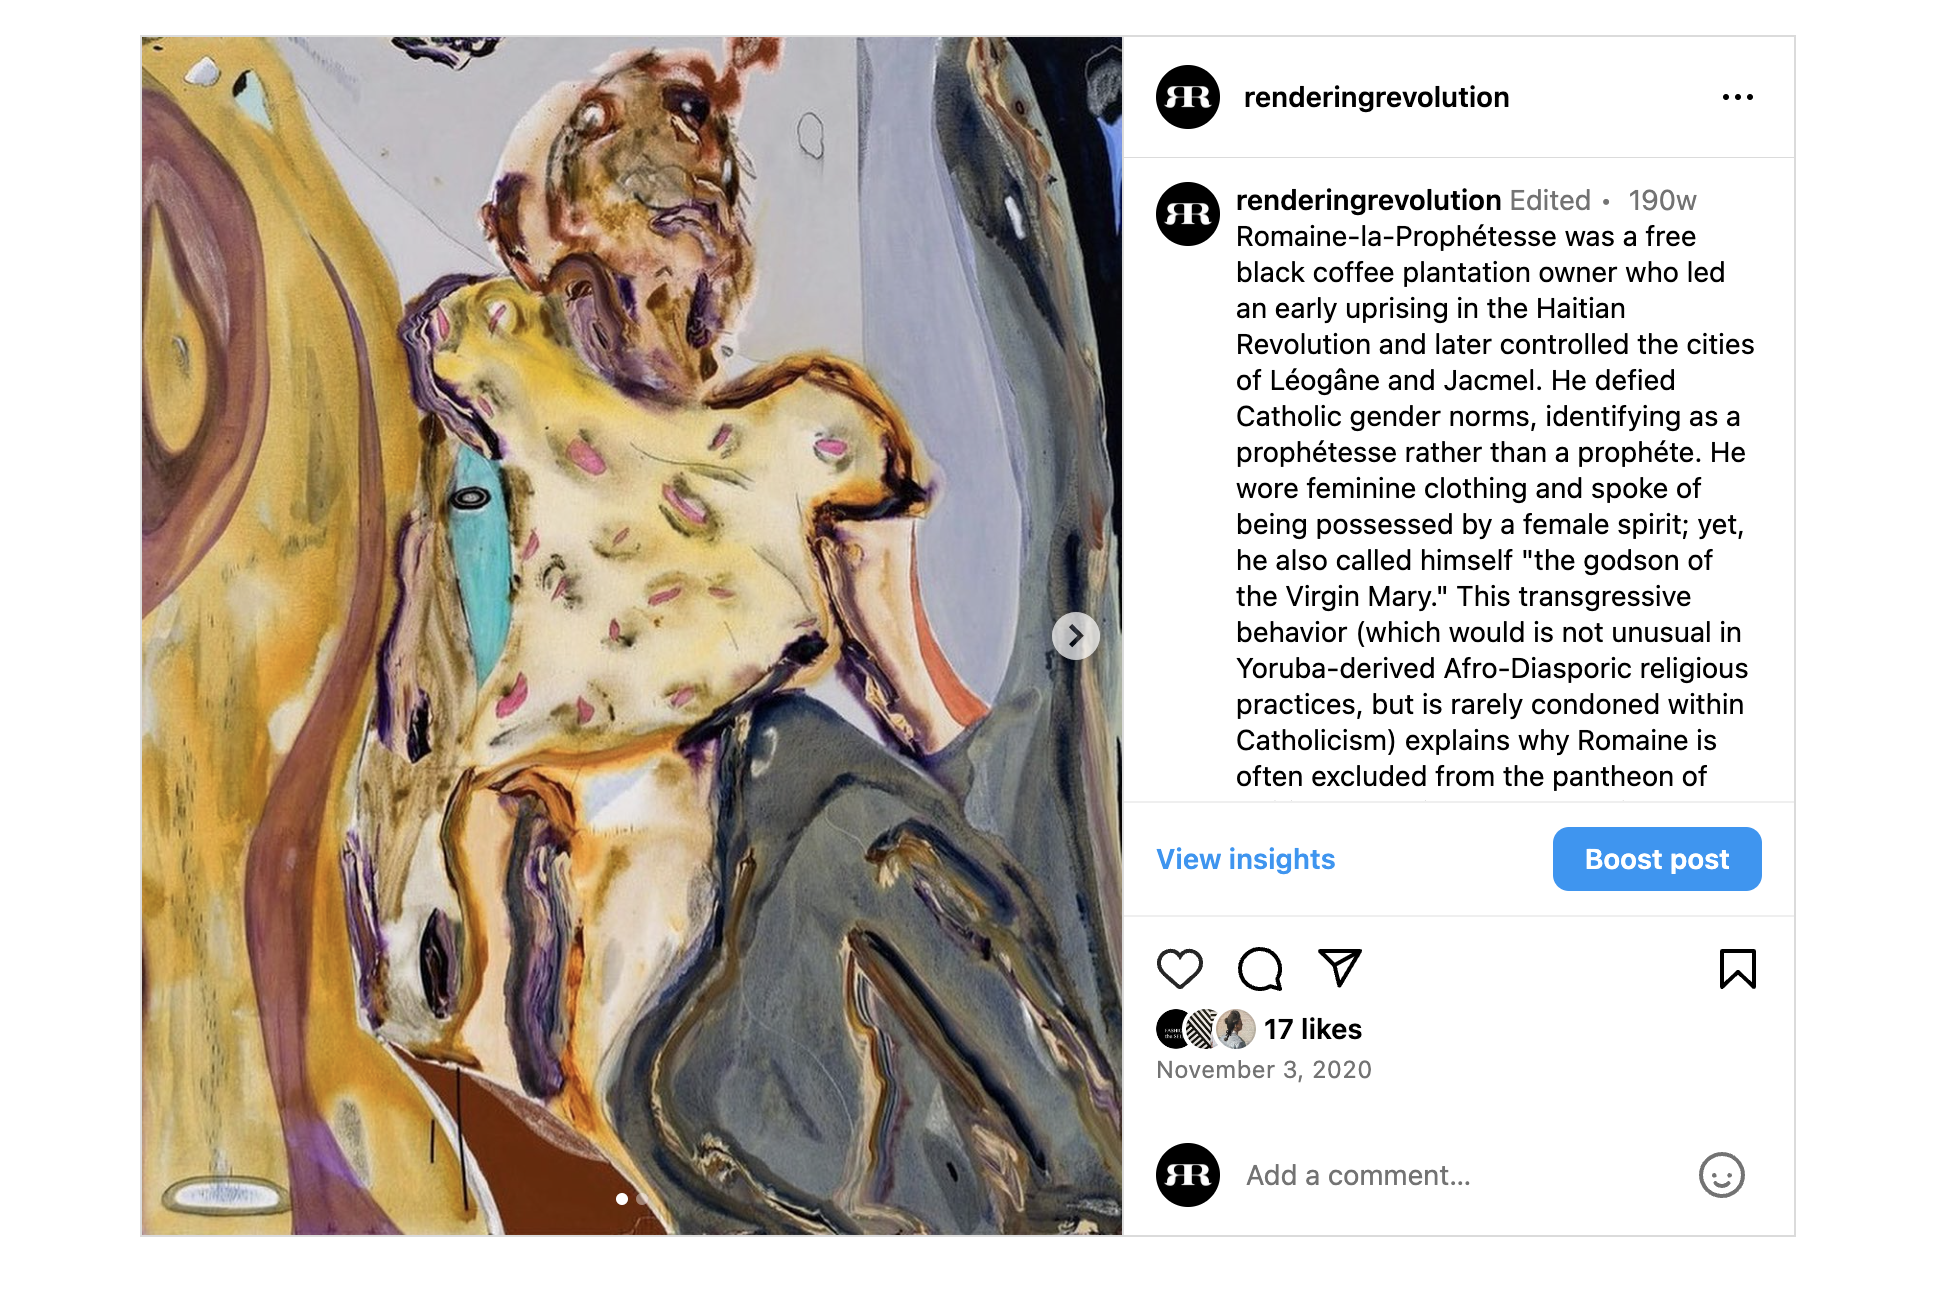 ЯR
renderingrevolution
ЯR
renderingrevolution Edited • 190w
Romaine-la-Prophétesse was a free
black coffee plantation owner who led
an early uprising in the Haitian
Revolution and later controlled the cities
of Léogâne and Jacmel. He defied
Catholic gender norms, identifying as a
prophétesse rather than a prophéte. He
wore feminine clothing and spoke of
being possessed by a female spirit; yet,
he also called himself "the godson of
the Virgin Mary." This transgressive
behavior (which would is not unusual in
Yoruba-derived Afro-Diasporic religious
practices, but is rarely condoned within
Catholicism) explains why Romaine is
often excluded from the pantheon of
View insights
Boost post
17 likes
November 3, 2020
ЯR
Add a comment...